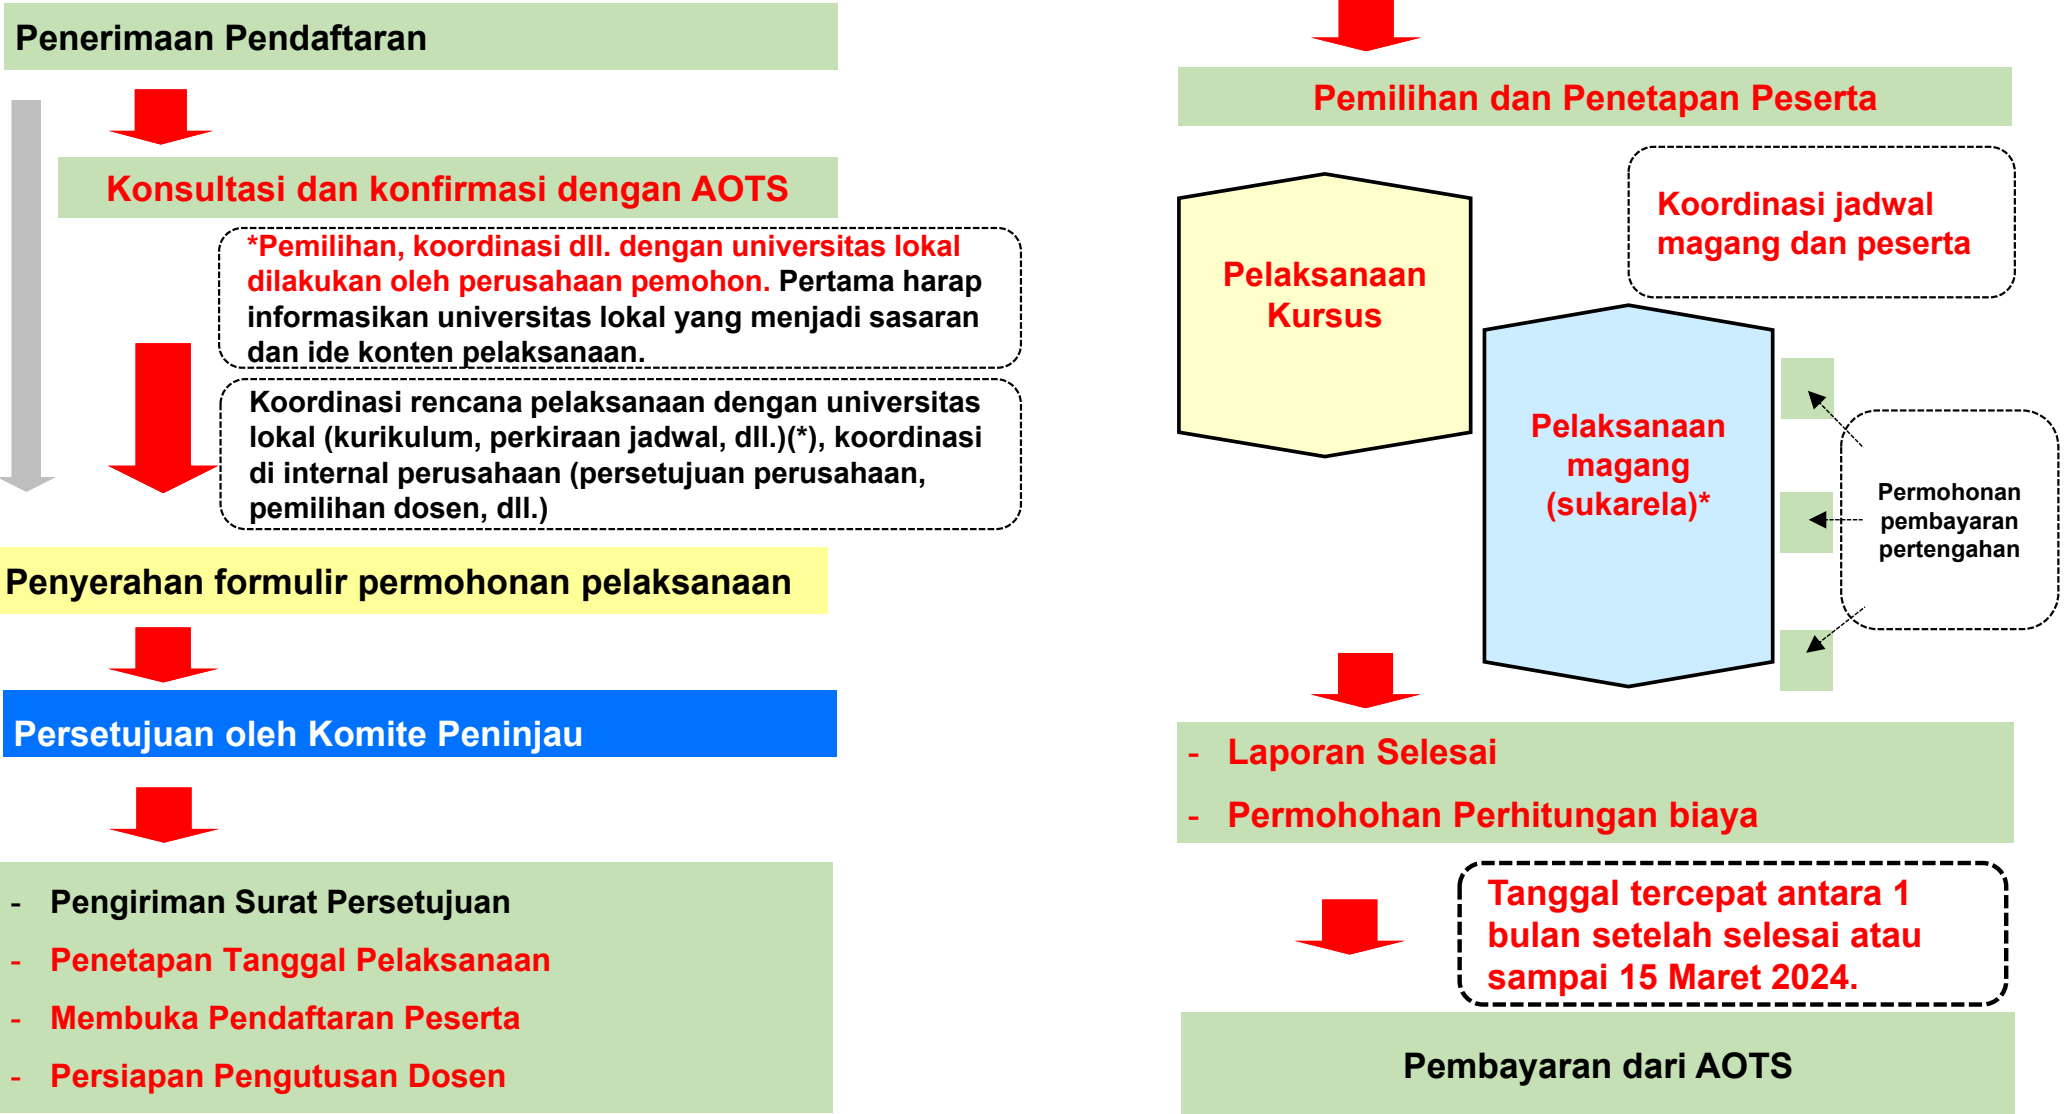 Penerimaan Pendaftaran
Konsultasi dan konfirmasi dengan AOTS
*Pemilihan, koordinasi dll. dengan universitas lokal
dilakukan oleh perusahaan pemohon. Pertama harap
informasikan universitas lokal yang menjadi sasaran
dan ide konten pelaksanaan.
Koordinasi rencana pelaksanaan dengan universitas
lokal (kurikulum, perkiraan jadwal, dll.)(*), koordinasi
di internal perusahaan (persetujuan perusahaan,
pemilihan dosen, dll.)
Penyerahan formulir permohonan pelaksanaan
Persetujuan oleh Komite Peninjau
- Pengiriman Surat Persetujuan
- Penetapan Tanggal Pelaksanaan
- Membuka Pendaftaran Peserta
- Persiapan Pengutusan Dosen
Pemilihan dan Penetapan Peserta
Koordinasi jadwal
magang dan peserta
Pelaksanaan
Kursus
Pelaksanaan
magang
(sukarela)*
Permohonan
pembayaran
pertengahan
- Laporan Selesai
- Permohohan Perhitungan biaya
Tanggal tercepat antara 1
bulan setelah selesai atau
sampai 15 Maret 2024.
Pembayaran dari AOTS